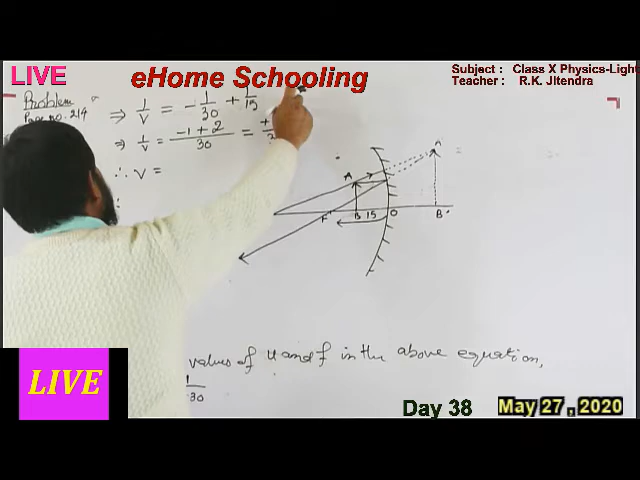 LIVE
eHome Schooling
Subject : Class X Physics-Light
Teacher : R.K. Jitendra
Problem
Page no. 214
⇒ 1/v = - 1/30 + 1/15
⇒ 1/v = -1+2/30 =
∴ v =
A
A'
F B 15 O B'
values of u and f in the above equation,
LIVE
Day 38
May 27 , 2020